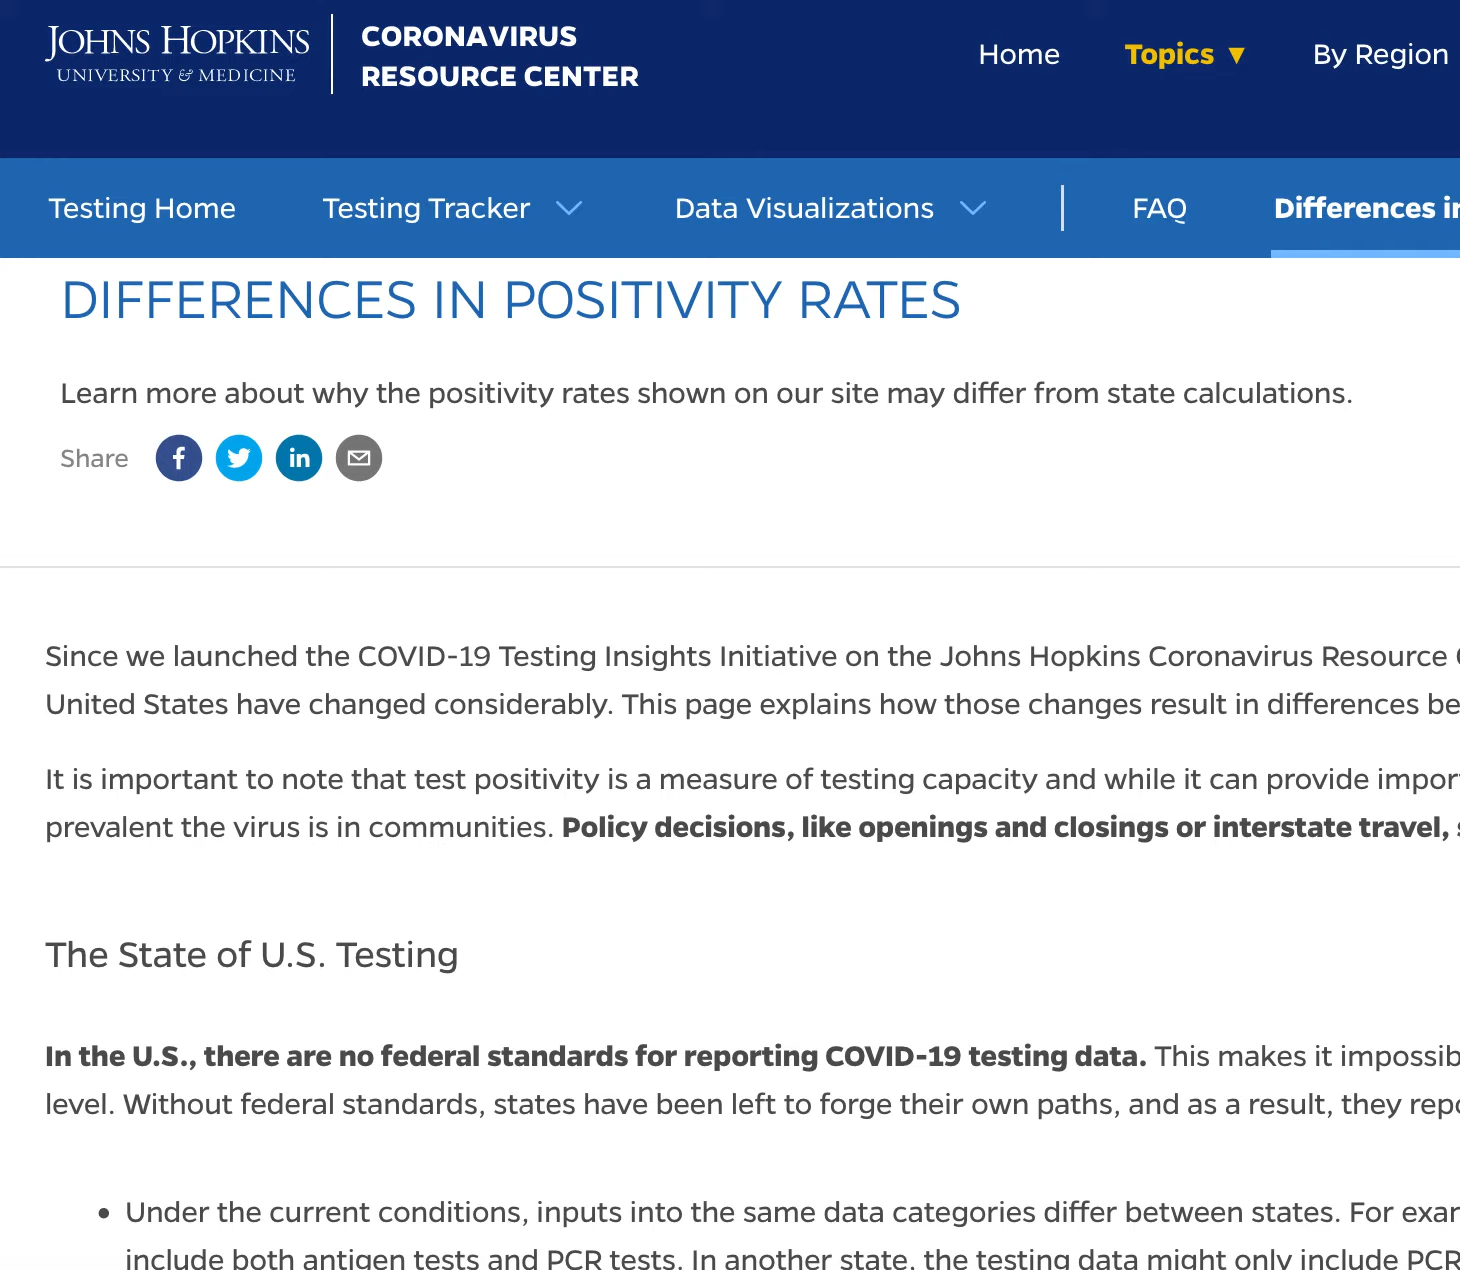 JOHNS HOPKINS
UNIVERSITY & MEDICINE
CORONAVIRUS
RESOURCE CENTER
Home
Topics ▼
By Region
Testing Home
Testing Tracker
Data Visualizations
FAQ
Differences
DIFFERENCES IN POSITIVITY RATES
Learn more about why the positivity rates shown on our site may differ from state calculations.
Share
Since we launched the COVID-19 Testing Insights Initiative on the Johns Hopkins Coronavirus Resource
United States have changed considerably. This page explains how those changes result in differences
It is important to note that test positivity is a measure of testing capacity and while it can provide
prevalent the virus is in communities. Policy decisions, like openings and closings or interstate travel,
The State of U.S. Testing
In the U.S., there are no federal standards for reporting COVID-19 testing data. This makes it
level. Without federal standards, states have been left to forge their own paths, and as a result, they
• Under the current conditions, inputs into the same data categories differ between states. For
include both antigen tests and PCR tests. In another state, the testing data might only include PCR